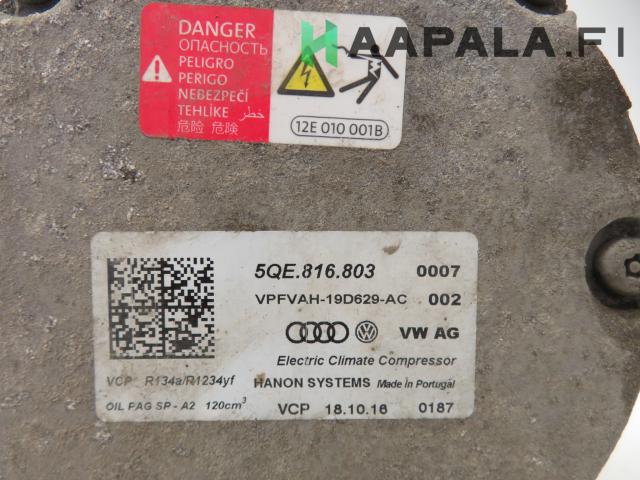 HAAPALA.FI
DANGER
ОПАСНОСТЬ
PELIGRO
PERIGO
NEBEZPEČÍ
TEHLİKE خطر
危险 危険
12E 010 001B
5QE.816.803 0007
VPFVAH-19D629-AC 002
VW AG
Electric Climate Compressor
VCP R134a/R1234yf HANON SYSTEMS Made in Portugal
OIL PAG SP - A2 120cm³ VCP 18.10.16 0187